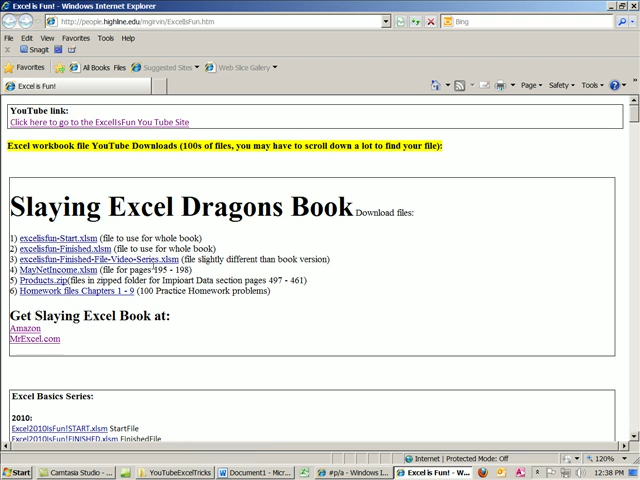 Excel is Fun! - Windows Internet Explorer
http://people.highline.edu/mgirvin/ExcelIsFun.htm
Bing
File Edit View Favorites Tools Help
Snagit
Favorites All Books Files Suggested Sites Web Slice Gallery
Excel is Fun!
Page Safety Tools
YouTube link:
Click here to go to the ExcelIsFun You Tube Site
Excel workbook file YouTube Downloads (100s of files, you may have to scroll down a lot to find your file):
Slaying Excel Dragons Book Download files:
1) excelisfun-Start.xlsm (file to use for whole book)
2) excelisfun-Finished.xlsm (file to use for whole book)
3) excelisfun-Finished-File-Video-Series.xlsm (file slightly different than book version)
4) MayNetIncome.xlsm (file for pages 195 - 198)
5) Products.zip(files in zipped folder for Impioart Data section pages 497 - 461)
6) Homework files Chapters 1 - 9 (100 Practice Homework problems)
Get Slaying Excel Book at:
Amazon
MrExcel.com
Excel Basics Series:
2010:
Excel2010IsFun!START.xlsm StartFile
Excel2010IsFun!FINISHED.xlsm FinishedFile
Internet | Protected Mode: Off
120%
Start
Camtasia Studio - ...
YouTubeExcelTricks
Document1 - Micr...
#p/a - Windows I...
Excel is Fun! - W...
12:38 PM